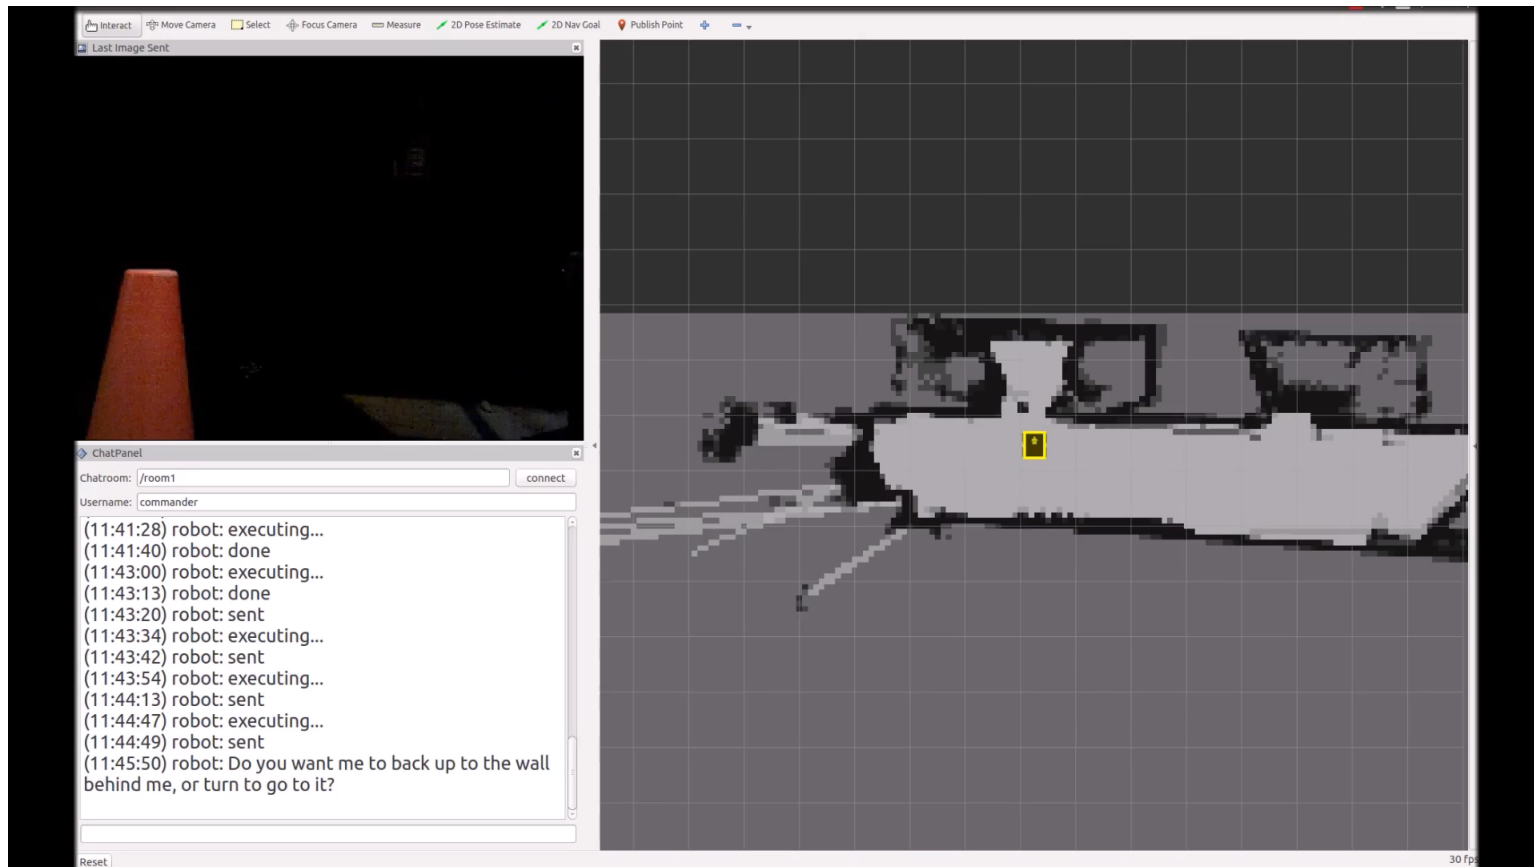 Interact Move Camera Select Focus Camera Measure 2D Pose Estimate 2D Nav Goal Publish Point
Last Image Sent
ChatPanel
Chatroom: /room1 connect
Username: commander
(11:41:28) robot: executing...
(11:41:40) robot: done
(11:43:00) robot: executing...
(11:43:13) robot: done
(11:43:20) robot: sent
(11:43:34) robot: executing...
(11:43:42) robot: sent
(11:43:54) robot: executing...
(11:44:13) robot: sent
(11:44:47) robot: executing...
(11:44:49) robot: sent
(11:45:50) robot: Do you want me to back up to the wall
behind me, or turn to go to it?
Reset
30 fps